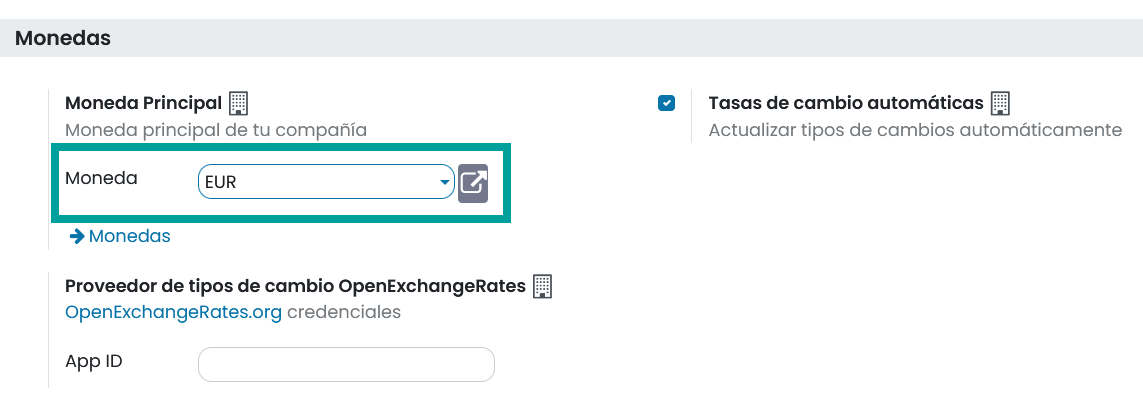 Monedas
Moneda Principal
Moneda principal de tu compañía
Moneda
EUR
Monedas
Tasas de cambio automáticas
Actualizar tipos de cambios automáticamente
Proveedor de tipos de cambio OpenExchangeRates
OpenExchangeRates.org credenciales
App ID